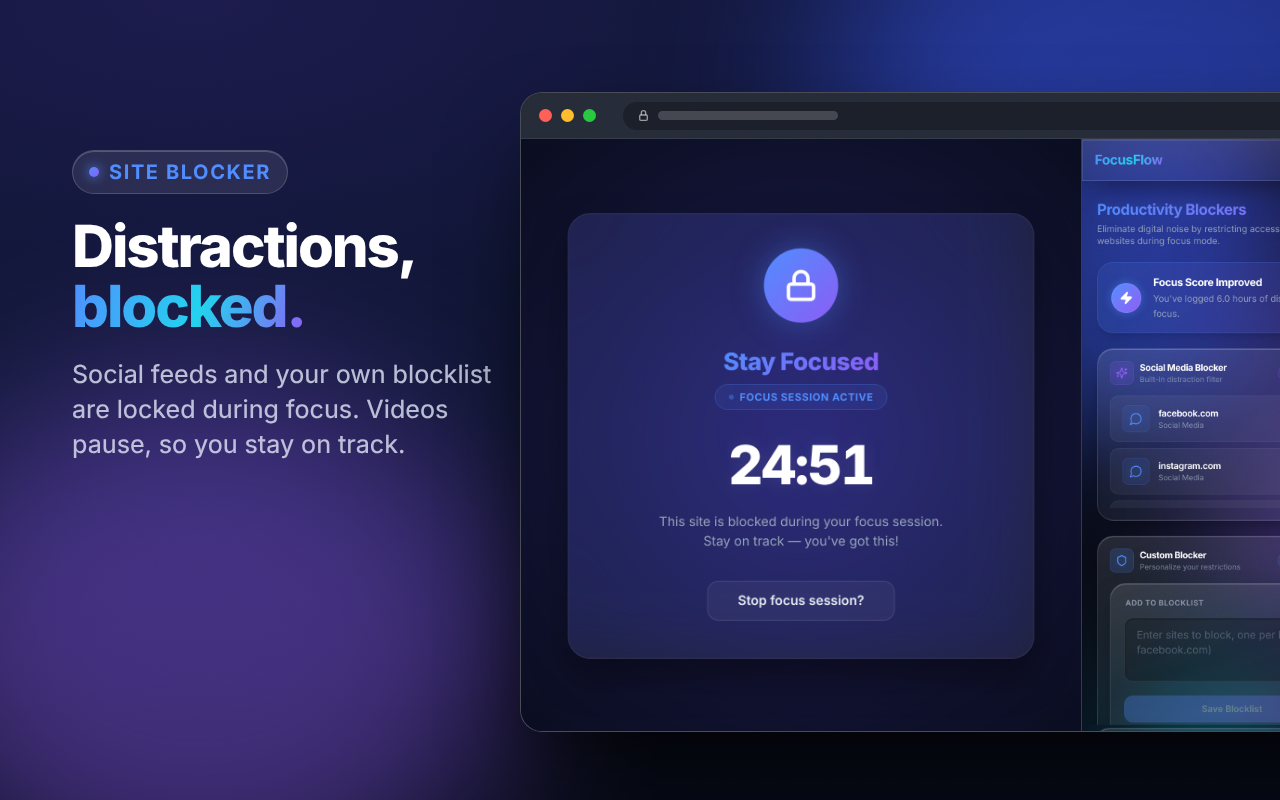 SITE BLOCKER
Distractions,
blocked.
Social feeds and your own blocklist
are locked during focus. Videos
pause, so you stay on track.
Stay Focused
FOCUS SESSION ACTIVE
24:51
This site is blocked during your focus session.
Stay on track — you've got this!
Stop focus session?
FocusFlow
Productivity Blockers
Eliminate digital noise by restricting access
websites during focus mode.
Focus Score Improved
You've logged 6.0 hours of
focus.
Social Media Blocker
Built-in distraction filter
facebook.com
Social Media
instagram.com
Social Media
Custom Blocker
Personalize your restrictions
ADD TO BLOCKLIST
Enter sites to block, one per
facebook.com)
Save Blocklist